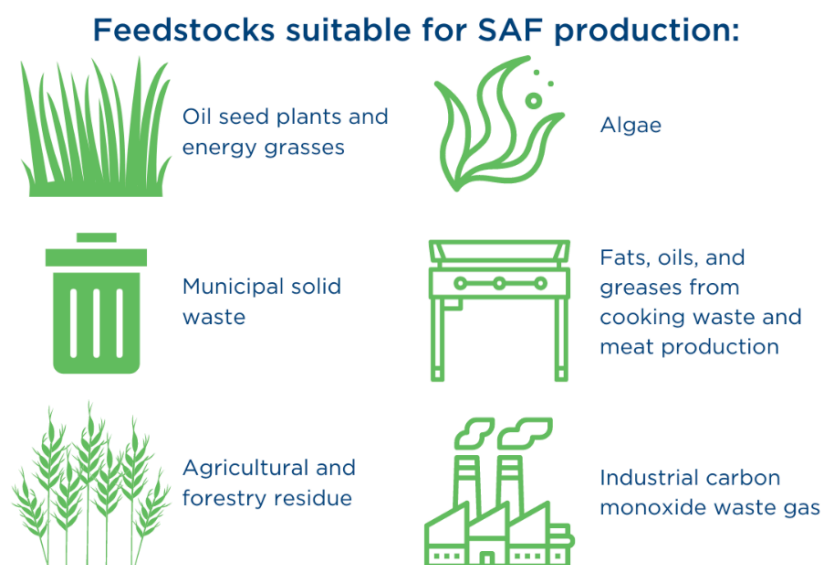 Feedstocks suitable for SAF production:
Oil seed plants and
energy grasses
Algae
Municipal solid
waste
Fats, oils, and
greases from
cooking waste and
meat production
Agricultural and
forestry residue
Industrial carbon
monoxide waste gas